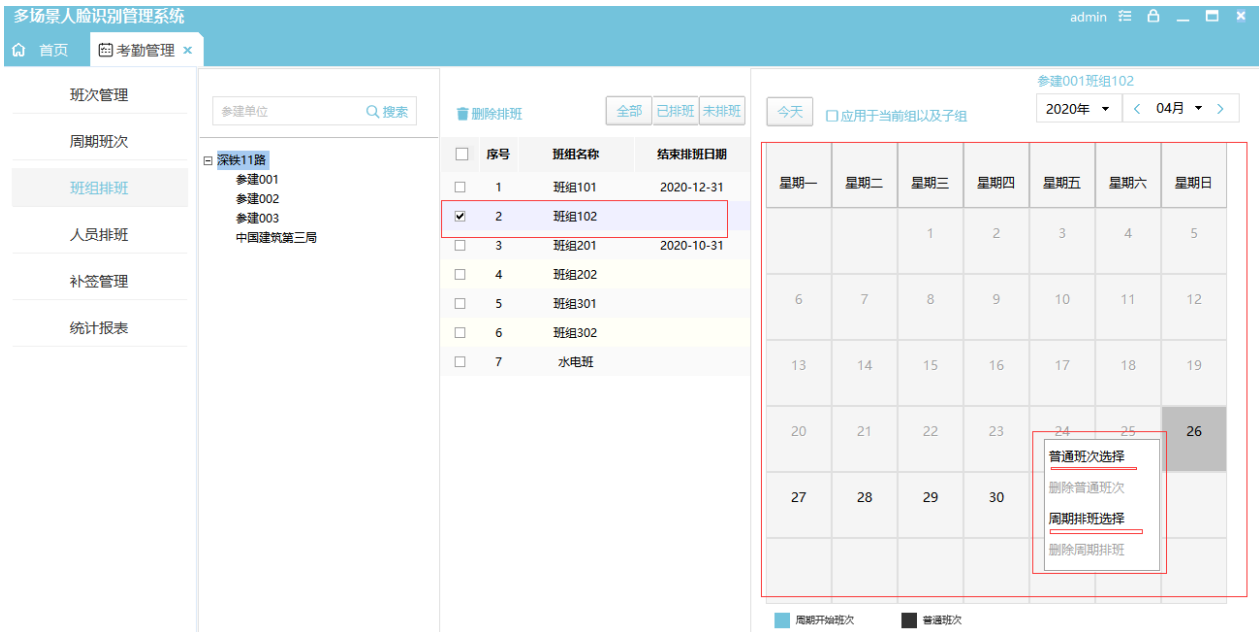 多场景人脸识别管理系统
admin
首页
考勤管理
班次管理
周期班次
班组排班
人员排班
补签管理
统计报表
参建单位
搜索
深铁11路
参建001
参建002
参建003
中国建筑第三局
删除排班
全部 已排班 未排班
序号 班组名称 结束排班日期
1 班组101 2020-12-31
2 班组102
3 班组201 2020-10-31
4 班组202
5 班组301
6 班组302
7 水电班
参建001班组102
今天
应用于当前组以及子组
2020年
04月
星期一 星期二 星期三 星期四 星期五 星期六 星期日
1 2 3 4 5
6 7 8 9 10 11 12
13 14 15 16 17 18 19
20 21 22 23 24 25 26
27 28 29 30
普通班次选择
删除普通班次
周期排班选择
删除周期排班
周期开始班次
普通班次